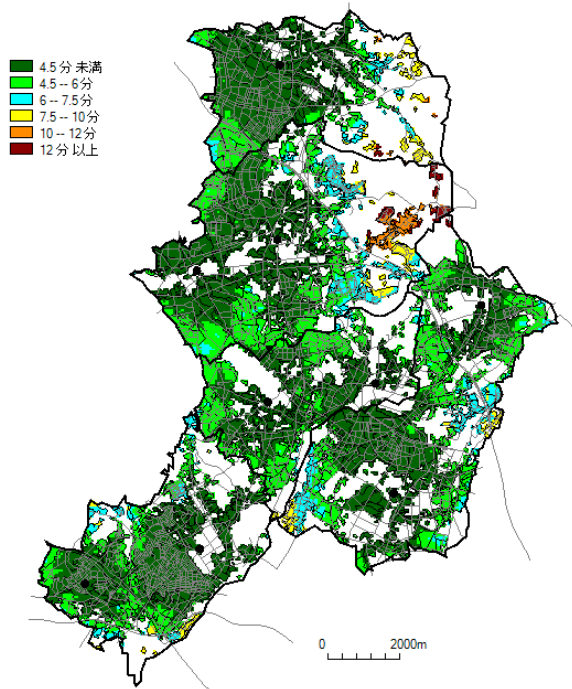 4.5分 未満
4.5 -- 6分
6 -- 7.5分
7.5 -- 10分
10 -- 12分
12分 以上
0 2000m